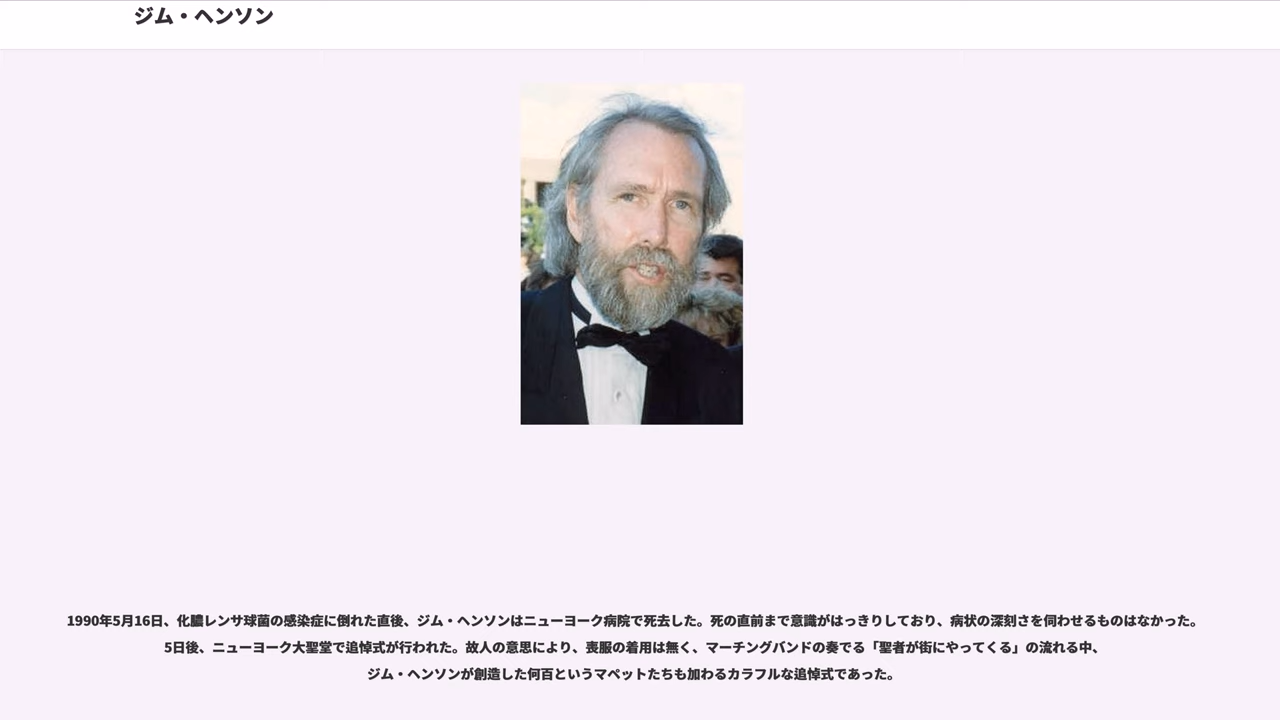 ジム・ヘンソン
1990年5月16日、化膿レンサ球菌の感染症に倒れた直後、ジム・ヘンソンはニューヨーク病院で死去した。死の直前まで意識がはっきりしており、病状の深刻さを伺わせるものはなかった。
5日後、ニューヨーク大聖堂で追悼式が行われた。故人の意思により、喪服の着用は無く、マーチングバンドの奏でる「聖者が街にやってくる」の流れる中、
ジム・ヘンソンが創造した何百というマペットたちも加わるカラフルな追悼式であった。